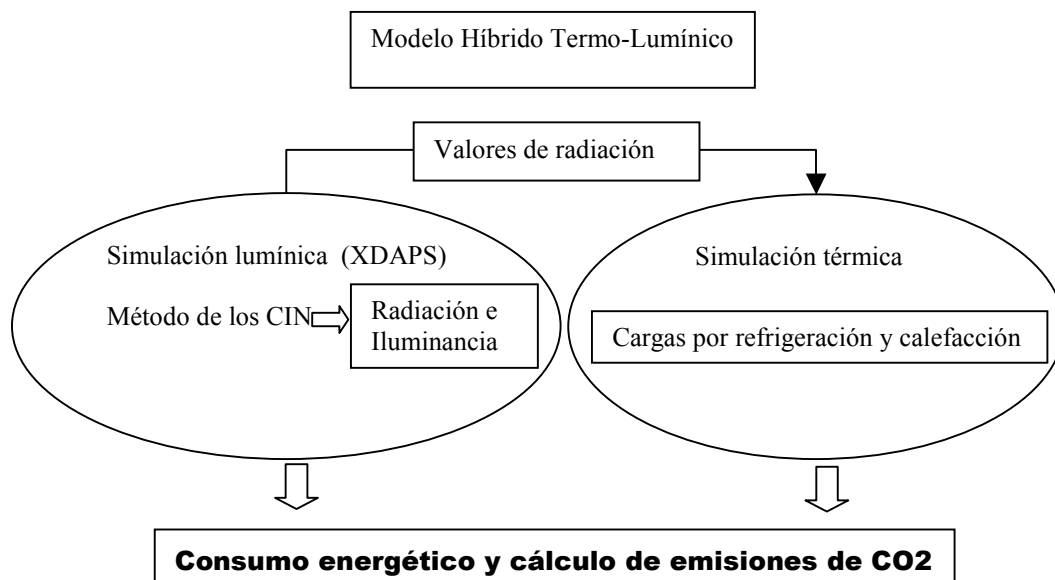 Modelo Híbrido Termo-Lumínico
Valores de radiación
Simulación lumínica (XDAPS)
Método de los CIN
Radiación e
Iluminancia
Simulación térmica
Cargas por refrigeración y calefacción
Consumo energético y cálculo de emisiones de CO2